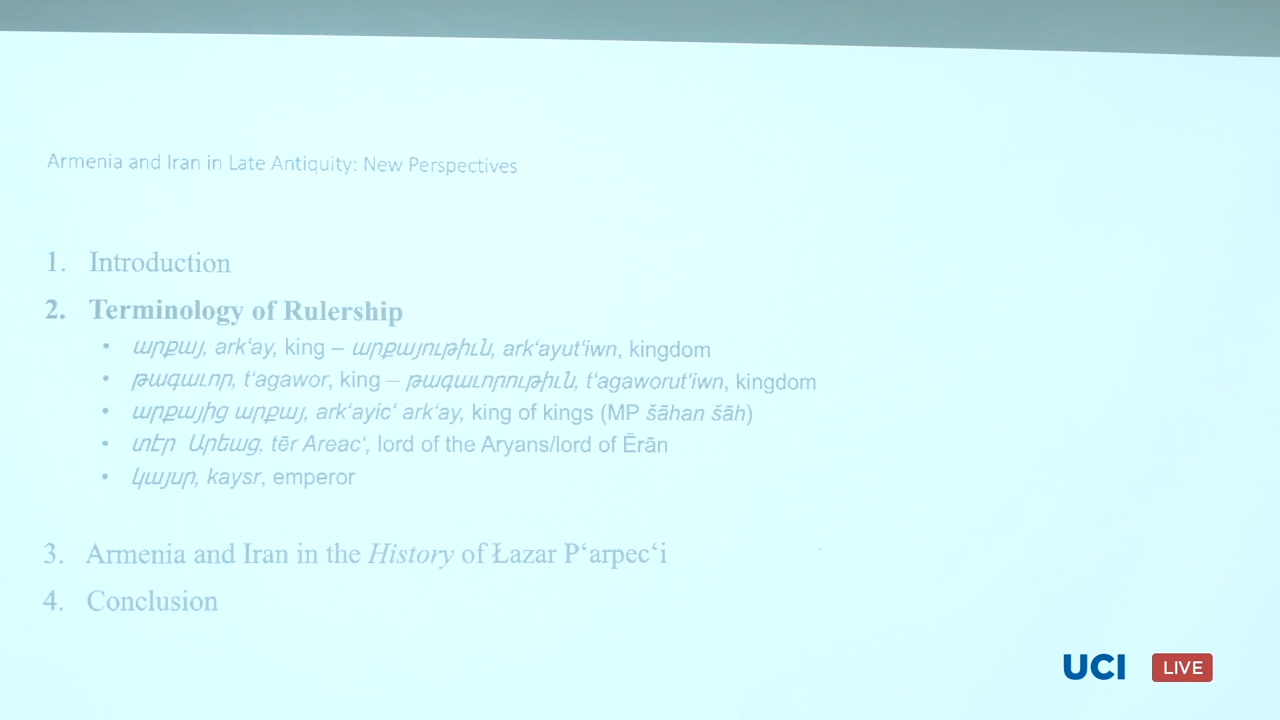 Armenia and Iran in Late Antiquity: New Perspectives
1. Introduction
2. Terminology of Rulership
• արքայ, ark‘ay, king – արքայութիւն, ark‘ayut‘iwn, kingdom
• թագաւոր, t‘agawor, king – թագաւորութիւն, t‘agaworut‘iwn, kingdom
• արքայից արքայ, ark‘ayic‘ ark‘ay, king of kings (MP šāhan šāh)
• տէր Արեաց, tēr Areac‘, lord of the Aryans/lord of Ērān
• կայսր, kaysr, emperor
3. Armenia and Iran in the History of Łazar P‘arpec‘i
4. Conclusion
UCI LIVE